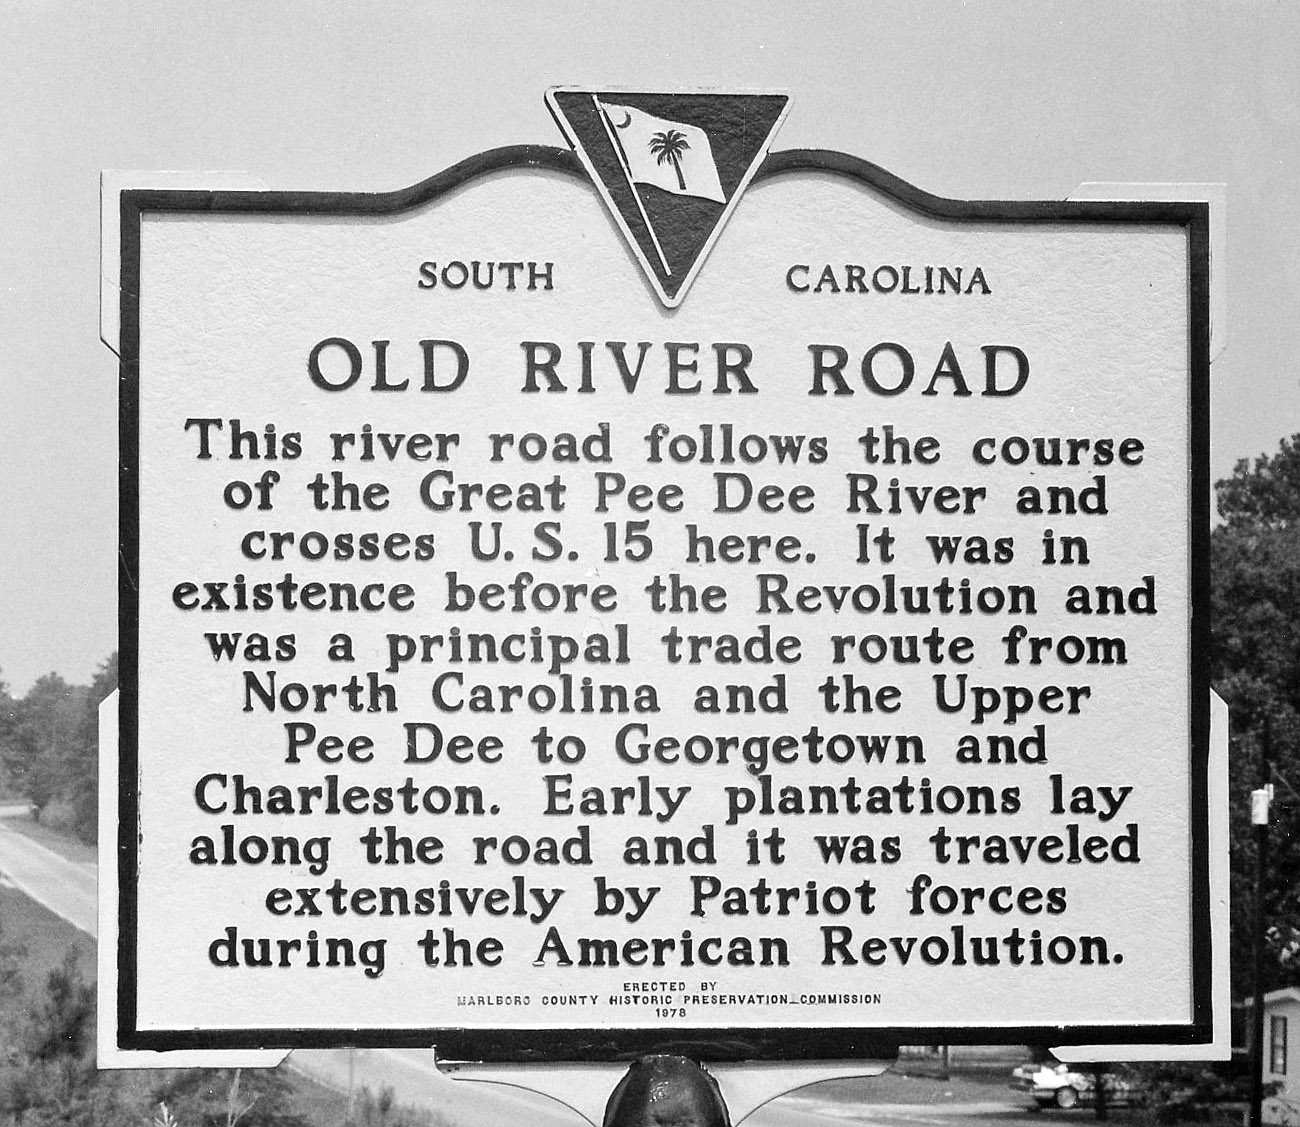 SOUTH CAROLINA
OLD RIVER ROAD
This river road follows the course
of the Great Pee Dee River and
crosses U. S. 15 here. It was in
existence before the Revolution and
was a principal trade route from
North Carolina and the Upper
Pee Dee to Georgetown and
Charleston. Early plantations lay
along the road and it was traveled
extensively by Patriot forces
during the American Revolution.
ERECTED BY
MARLBORO COUNTY HISTORIC PRESERVATION COMMISSION
1978